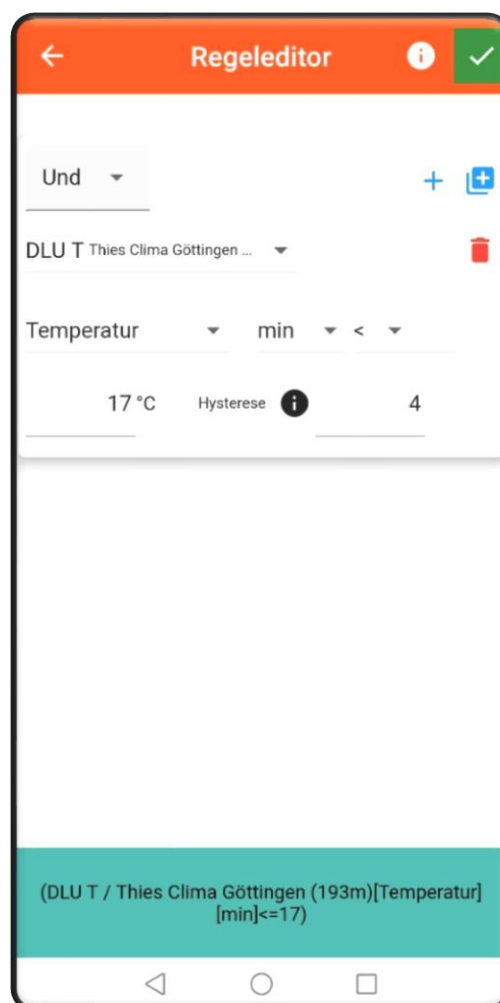 Regeleditor
Und
DLU T Thies Clima Göttingen ...
Temperatur min <
17 °C Hysterese 4
(DLU T / Thies Clima Göttingen (193m)[Temperatur]
[min]<=17)